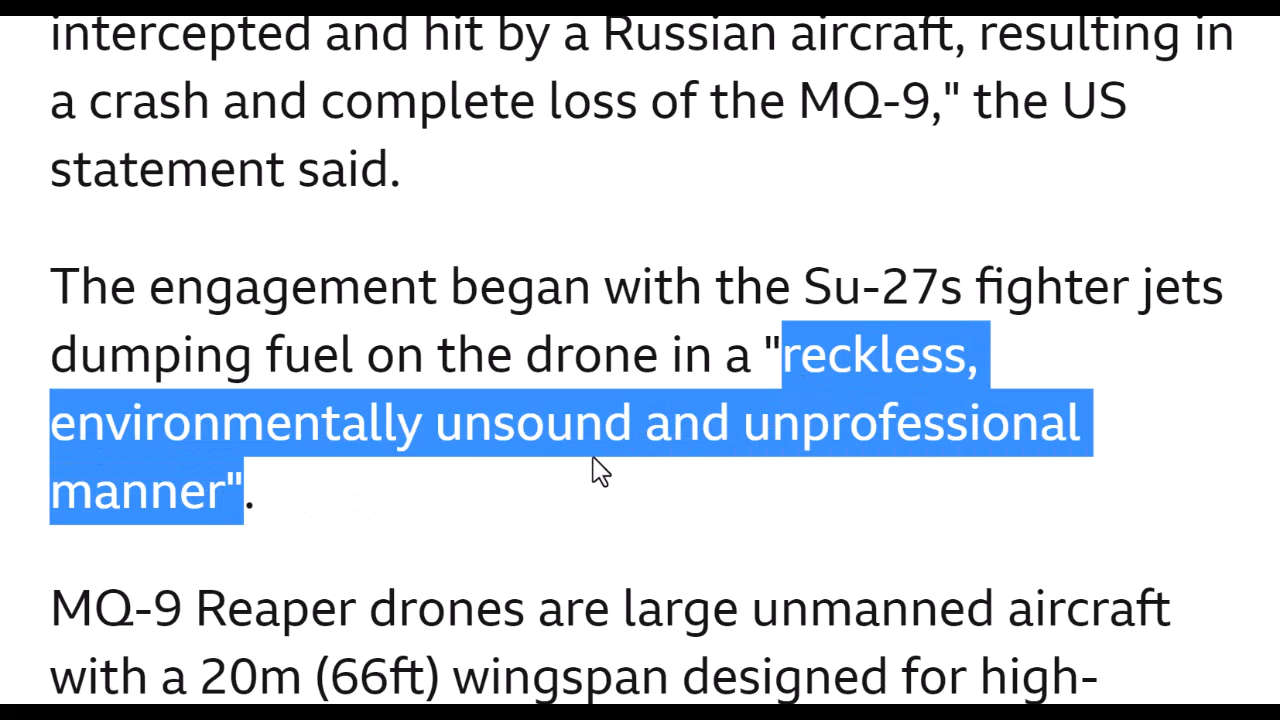 intercepted and hit by a Russian aircraft, resulting in
a crash and complete loss of the MQ-9," the US
statement said.
The engagement began with the Su-27s fighter jets
dumping fuel on the drone in a "reckless,
environmentally unsound and unprofessional
manner".
MQ-9 Reaper drones are large unmanned aircraft
with a 20m (66ft) wingspan designed for high-